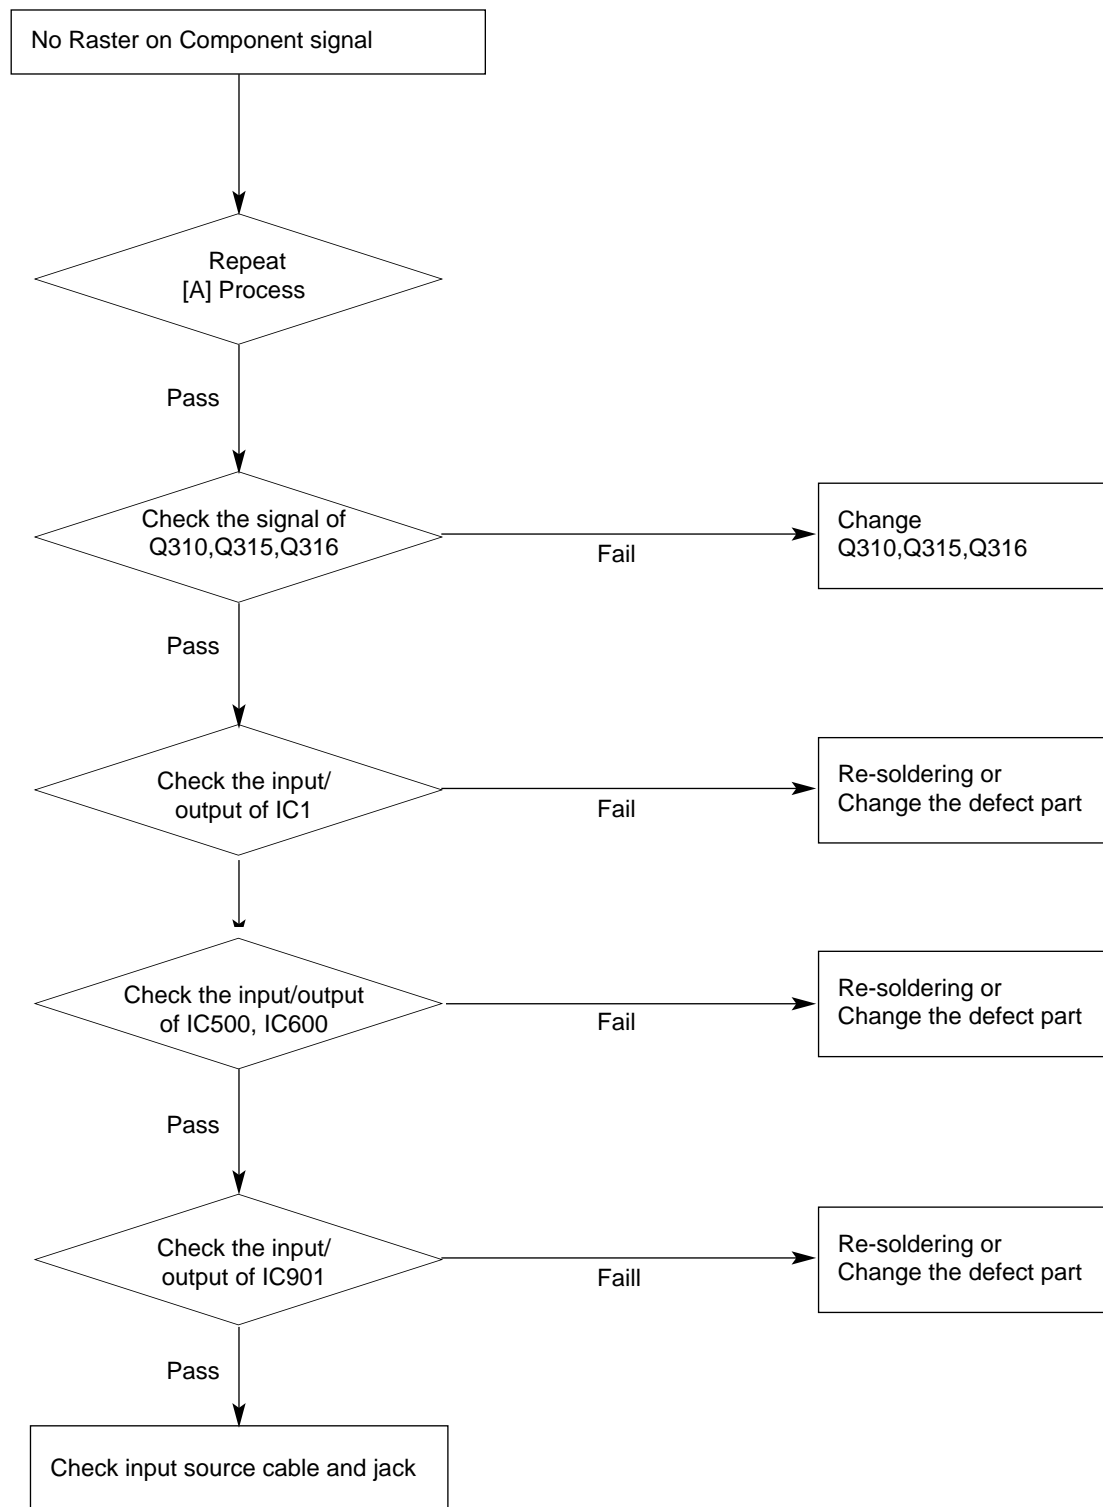 No Raster on Component signal
Repeat
[A] Process
Pass
Check the signal of
Q310,Q315,Q316
Fail
Change
Q310,Q315,Q316
Pass
Check the input/
output of IC1
Fail
Re-soldering or
Change the defect part
Check the input/output
of IC500, IC600
Fail
Re-soldering or
Change the defect part
Pass
Check the input/
output of IC901
Faill
Re-soldering or
Change the defect part
Pass
Check input source cable and jack